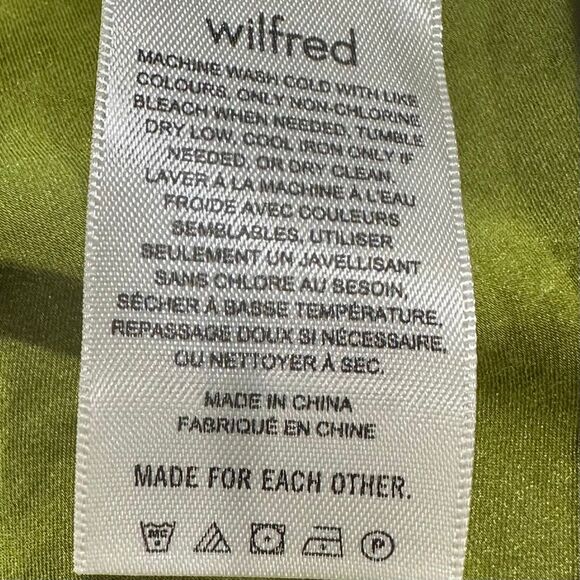 wilfred
MACHINE WASH COLD WITH LIKE
COLOURS. ONLY NON-CHLORINE
BLEACH WHEN NEEDED. TUMBLE
DRY LOW. COOL IRON ONLY IF
NEEDED. OR DRY CLEAN.
LAVER À LA MACHINE À L'EAU
FROIDE AVEC COULEURS
SEMBLABLES. UTILISER
SEULEMENT UN JAVELLISANT
SANS CHLORE AU BESOIN.
SÉCHER À BASSE TEMPÉRATURE.
REPASSAGE DOUX SI NÉCESSAIRE.
OU NETTOYER À SEC.
MADE IN CHINA
FABRIQUÉ EN CHINE
MADE FOR EACH OTHER.
MC P